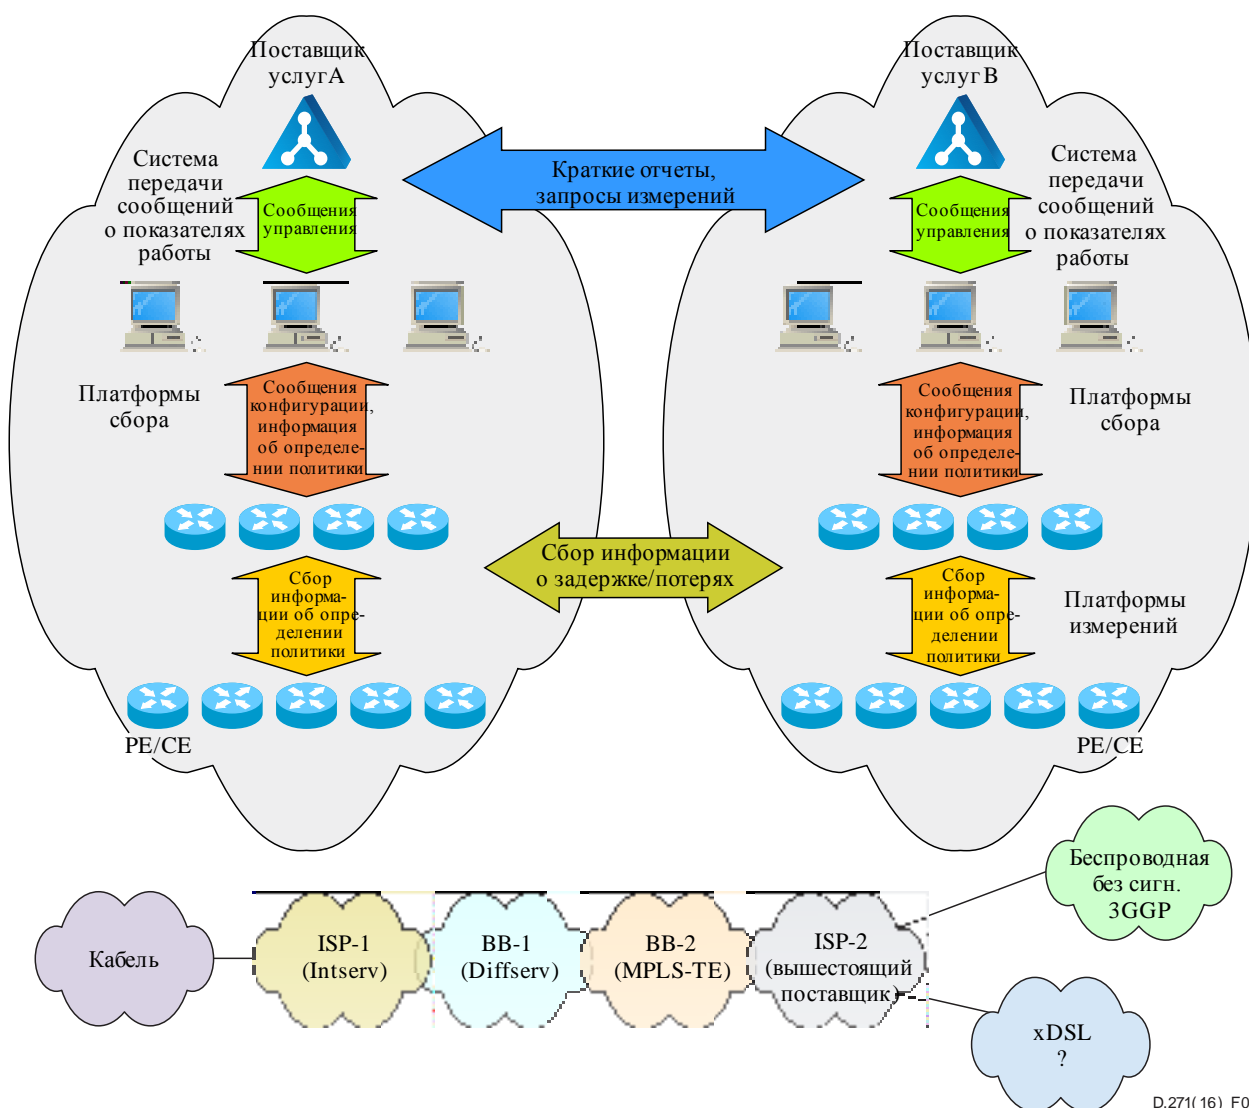 Поставщик
услуг A
Поставщик
услуг B
Система
передачи
сообщений
о показателях
работы
Сообщения
управления
Краткие отчеты,
запросы измерений
Сообщения
управления
Система
передачи
сообщений
о показателях
работы
Платформы
сбора
Сообщения
конфигурации,
информация
об определе-
нии политики
Сообщения
конфигурации,
информация
об определе-
нии политики
Платформы
сбора
Сбор информации
о задержке/потерях
Сбор
информа-
ции об опре-
делении
политики
Сбор
информа-
ции об опре-
делении
политики
Платформы
измерений
PE/CE
PE/CE
Кабель
ISP-1
(Intserv)
BB-1
(Diffserv)
BB-2
(MPLS-TE)
ISP-2
(вышестоящий
поставщик)
Беспроводная
без сигн.
3GGP
xDSL
?
D.271(16)_F0